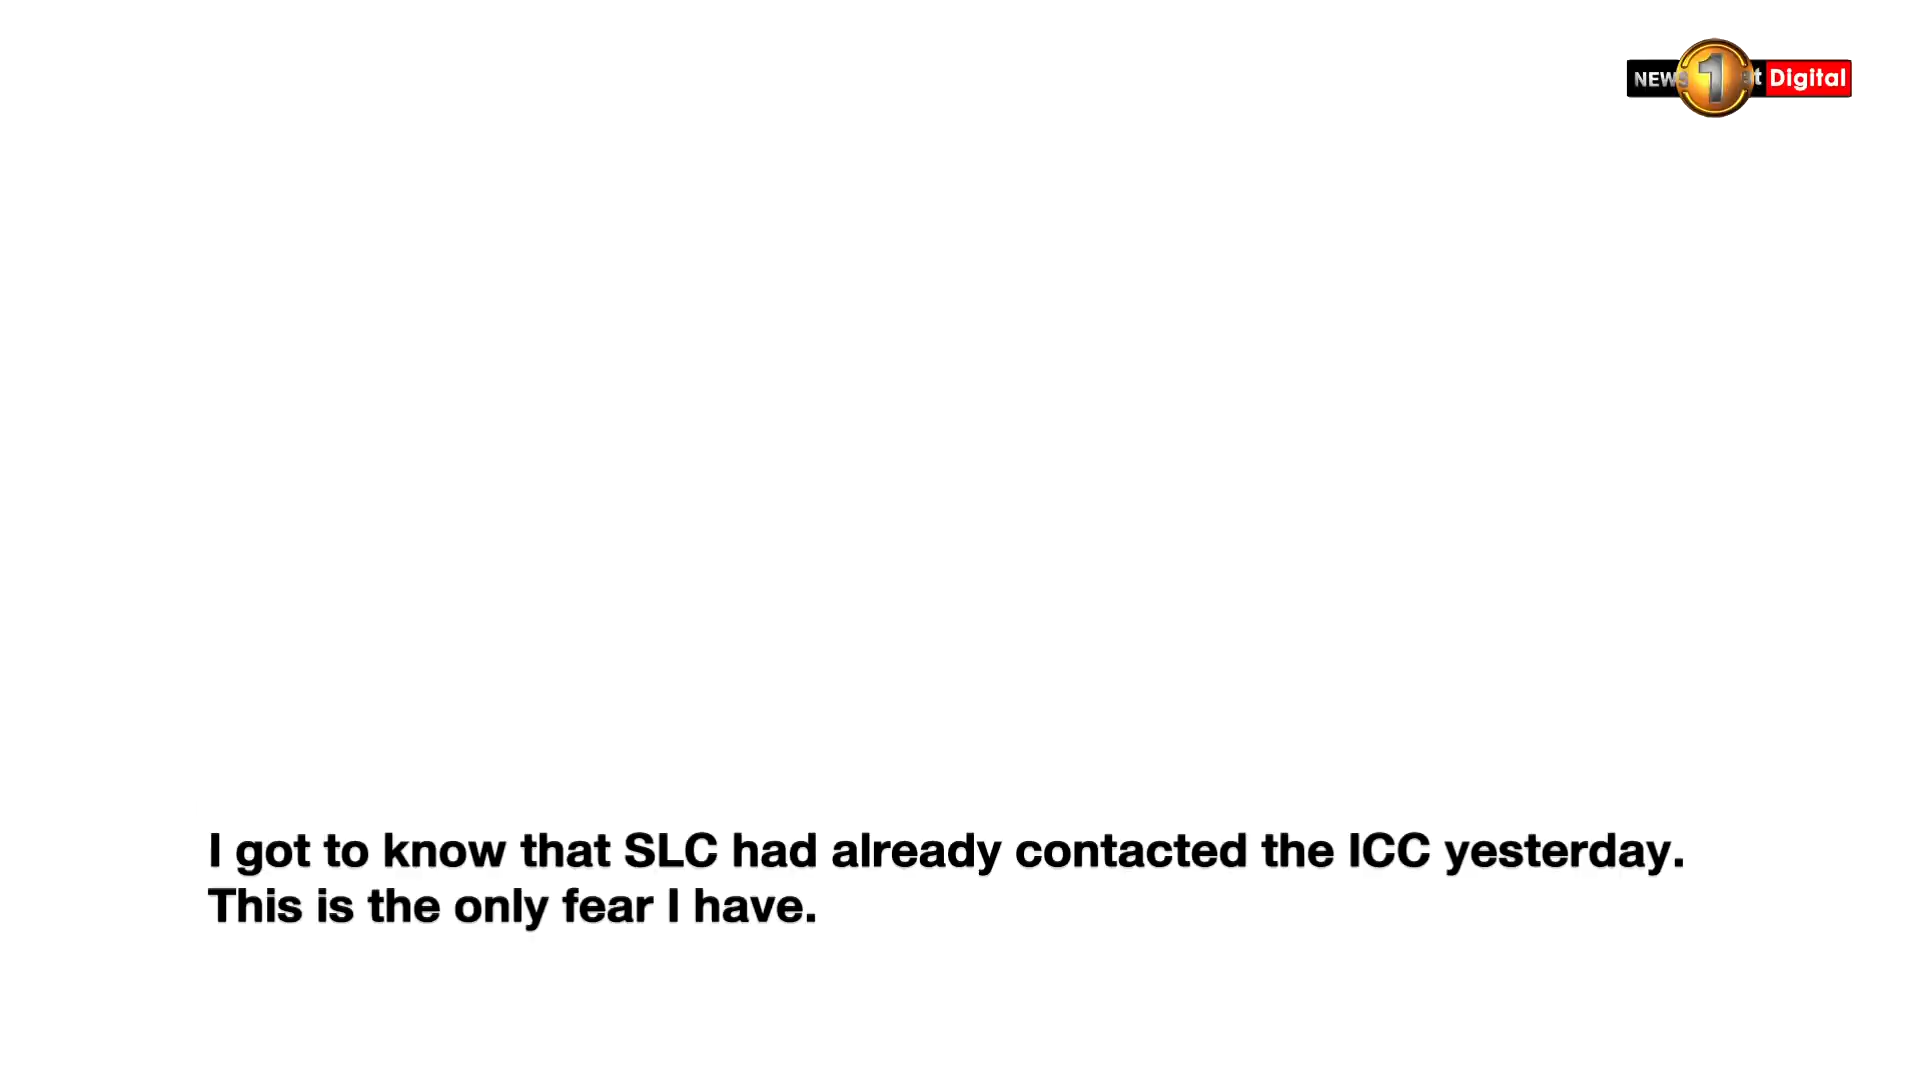 NEWS 1st Digital
I got to know that SLC had already contacted the ICC yesterday.
This is the only fear I have.